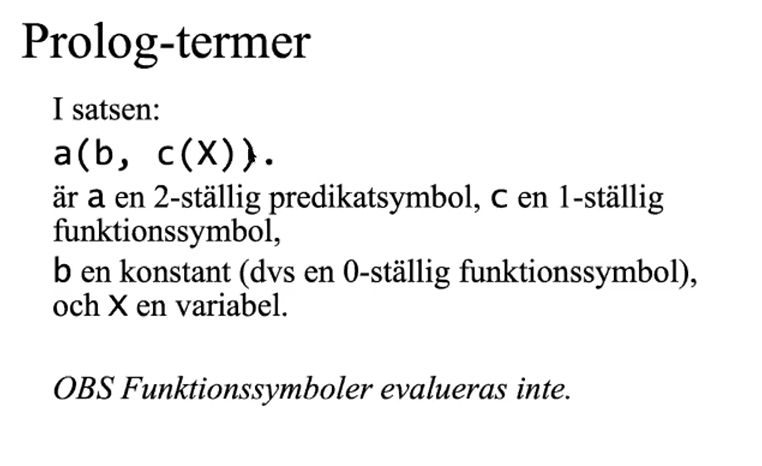 Prolog-termer
I satsen:
a(b, c(X)).
är a en 2-ställig predikatsymbol, c en 1-ställig
funktionssymbol,
b en konstant (dvs en 0-ställig funktionssymbol),
och X en variabel.
OBS Funktionssymboler evalueras inte.